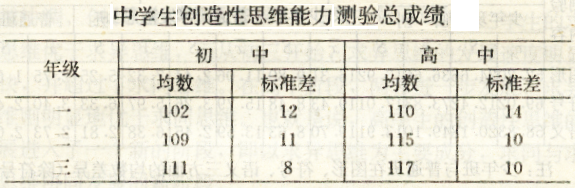 中学生创造性思维能力测验总成绩
年级 初中 高中
均数 标准差 均数 标准差
一 102 12 110 14
二 109 11 115 10
三 111 8 117 10